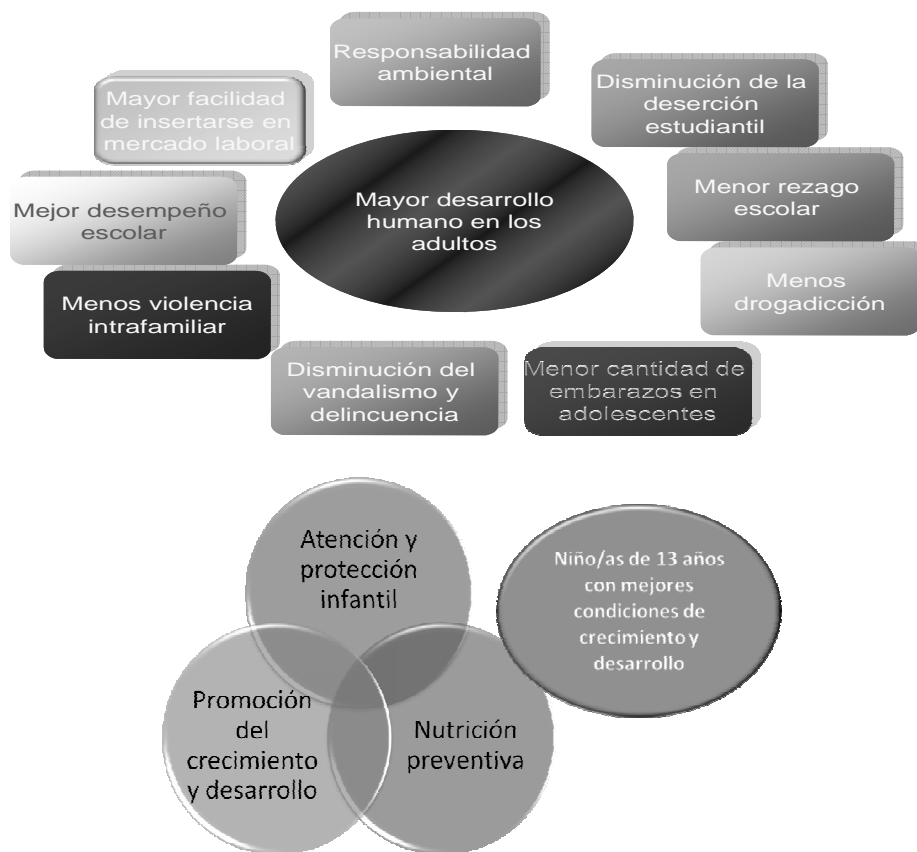 Responsabilidad
ambiental
Mayor facilidad
de insertarse en
mercado laboral
Disminución de la
deserción
estudiantil
Mejor desempeño
escolar
Mayor desarrollo
humano en los
adultos
Menor rezago
escolar
Menos violencia
intrafamiliar
Menos
drogadicción
Disminución del
vandalismo y
delincuencia
Menor cantidad de
embarazos en
adolescentes
Atención y
protección
infantil
Niño/as de 13 años
con mejores
condiciones de
crecimiento y
desarrollo
Promoción
del
crecimiento
y desarrollo
Nutrición
preventiva